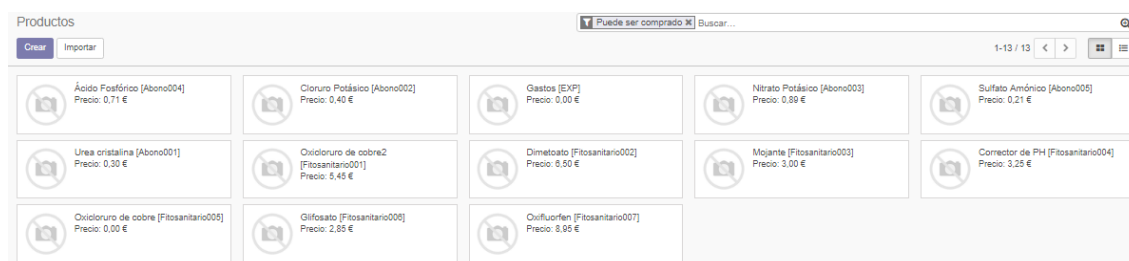 Productos
Puede ser comprado ✖ Buscar...
Crear Importar
1-13 / 13
Ácido Fosfórico [Abono004]
Precio: 0,71 €
Cloruro Potásico [Abono002]
Precio: 0,40 €
Gastos [EXP]
Precio: 0,00 €
Nitrato Potásico [Abono003]
Precio: 0,89 €
Sulfato Amónico [Abono005]
Precio: 0,21 €
Urea cristalina [Abono001]
Precio: 0,30 €
Oxicloruro de cobre2
[Fitosanitario001]
Precio: 5,45 €
Dimetoato [Fitosanitario002]
Precio: 6,50 €
Mojante [Fitosanitario003]
Precio: 3,00 €
Corrector de PH [Fitosanitario004]
Precio: 3,25 €
Oxicloruro de cobre [Fitosanitario005]
Precio: 0,00 €
Glifosato [Fitosanitario006]
Precio: 2,85 €
Oxifluorfen [Fitosanitario007]
Precio: 8,95 €